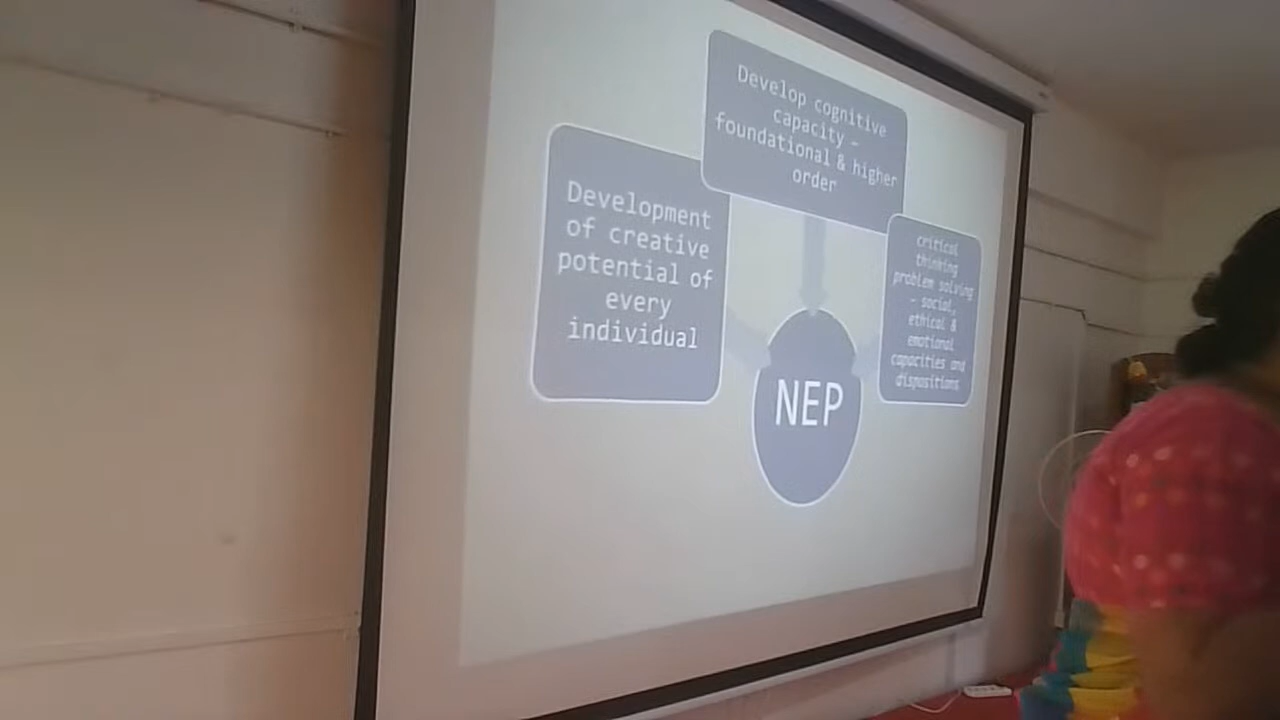 Develop cognitive
capacity –
foundational & higher
order
Development
of creative
potential of
every
individual
critical
thinking
problem solving
– social,
ethical &
emotional
capacities and
dispositions
NEP